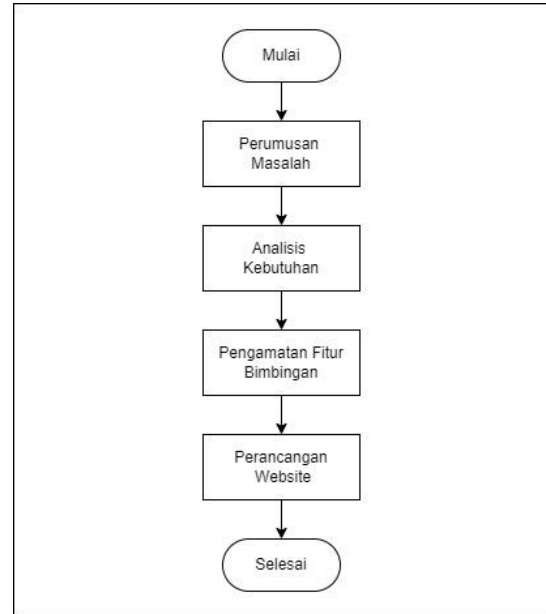 Mulai
Perumusan
Masalah
Analisis
Kebutuhan
Pengamatan Fitur
Bimbingan
Perancangan
Website
Selesai